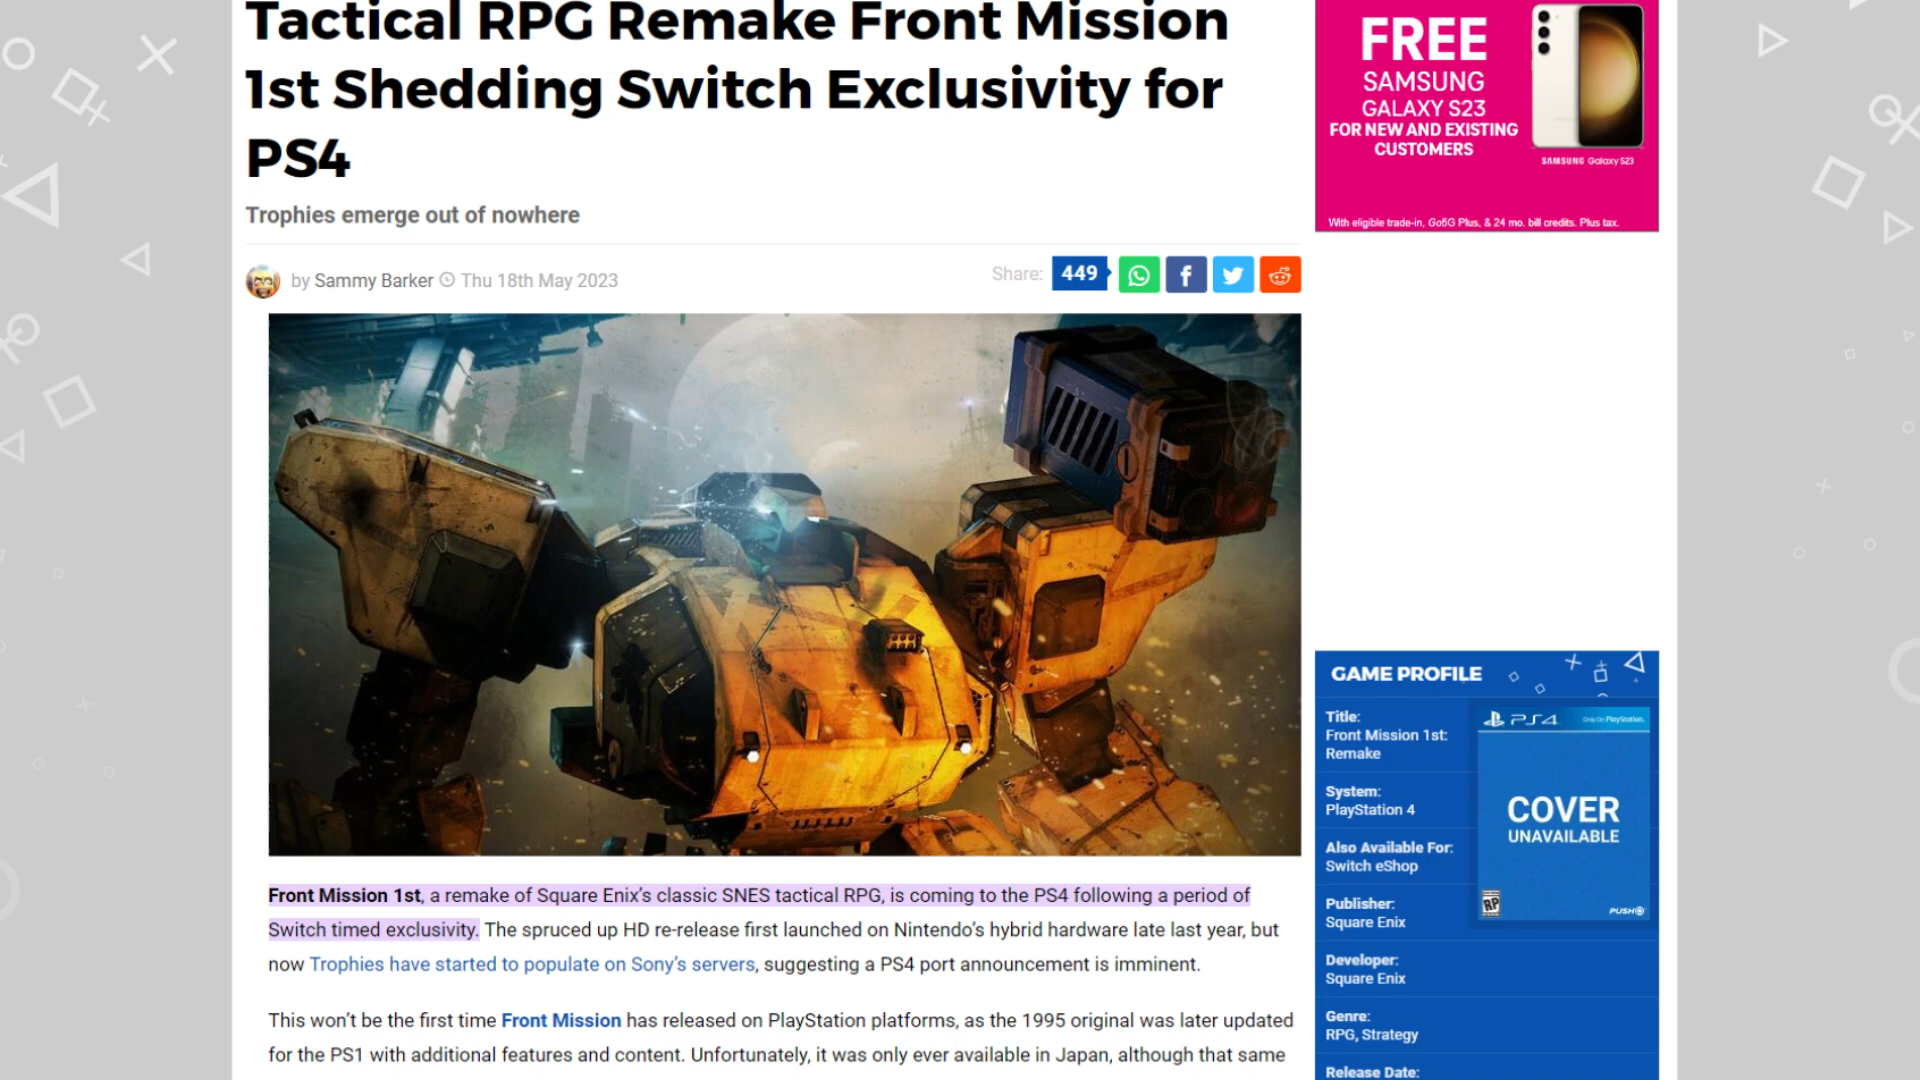 Tactical RPG Remake Front Mission
1st Shedding Switch Exclusivity for
PS4
Trophies emerge out of nowhere
by Sammy Barker Thu 18th May 2023
Share: 449
FREE
SAMSUNG
GALAXY S23
FOR NEW AND EXISTING
CUSTOMERS
SAMSUNG Galaxy S23
With eligible trade-in, Go5G Plus, & 24 mo. bill credits. Plus tax.
Front Mission 1st, a remake of Square Enix's classic SNES tactical RPG, is coming to the PS4 following a period of
Switch timed exclusivity. The spruced up HD re-release first launched on Nintendo's hybrid hardware late last year, but
now Trophies have started to populate on Sony's servers, suggesting a PS4 port announcement is imminent.
This won't be the first time Front Mission has released on PlayStation platforms, as the 1995 original was later updated
for the PS1 with additional features and content. Unfortunately, it was only ever available in Japan, although that same
GAME PROFILE
Title:
Front Mission 1st:
Remake
System:
PlayStation 4
Also Available For:
Switch eShop
Publisher:
Square Enix
Developer:
Square Enix
Genre:
RPG, Strategy
Release Date:
PS4
Only On PlayStation.
COVER
UNAVAILABLE
RP
PUSH